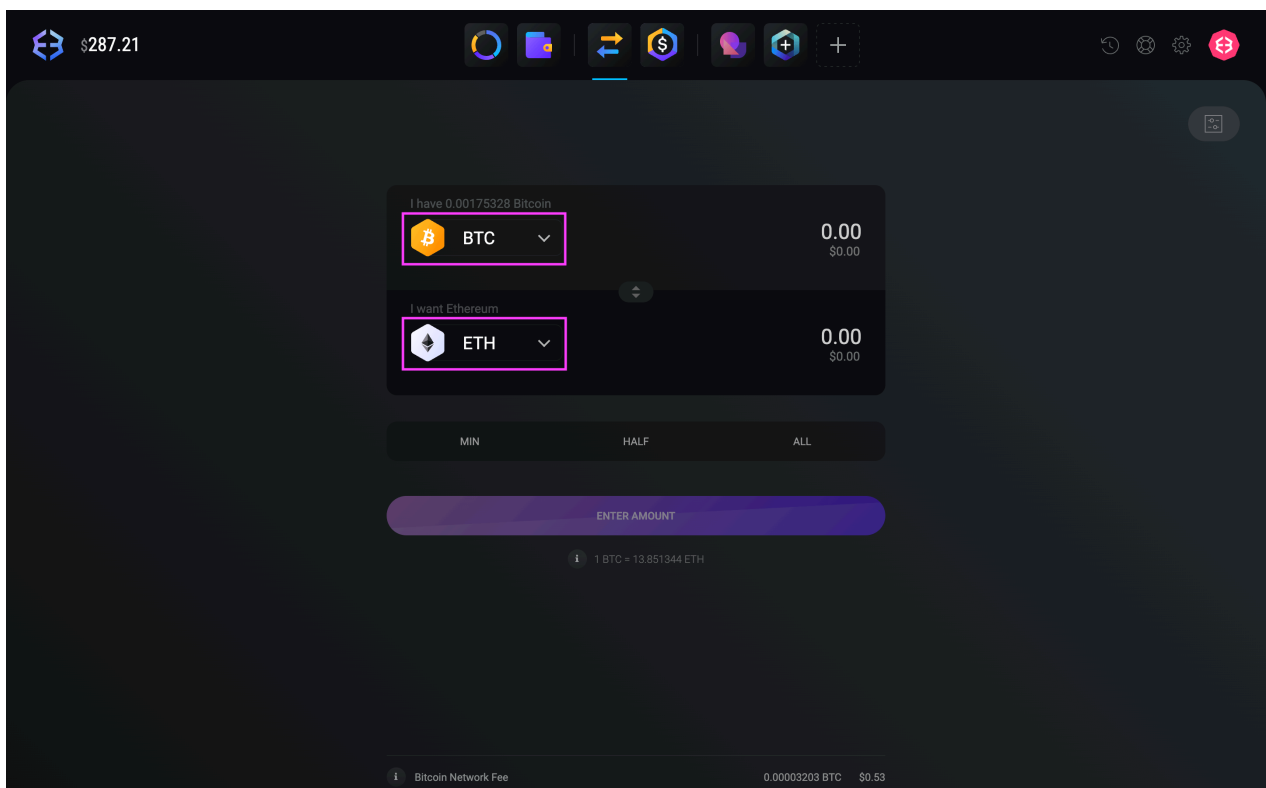 $287.21
I have 0.00175328 Bitcoin
BTC
0.00
$0.00
I want Ethereum
ETH
0.00
$0.00
MIN HALF ALL
ENTER AMOUNT
i 1 BTC = 13.851344 ETH
i Bitcoin Network Fee 0.00003203 BTC $0.53